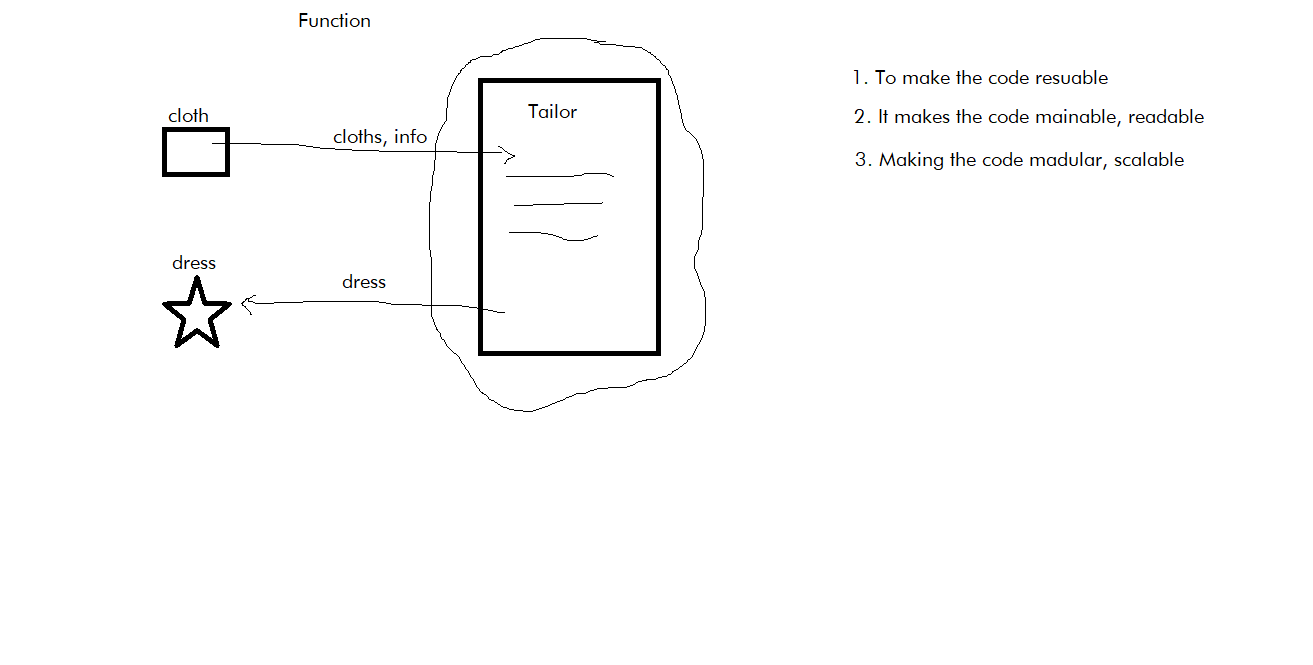 Function
cloth
cloths, info
Tailor
dress
dress
1. To make the code resuable
2. It makes the code mainable, readable
3. Making the code madular, scalable